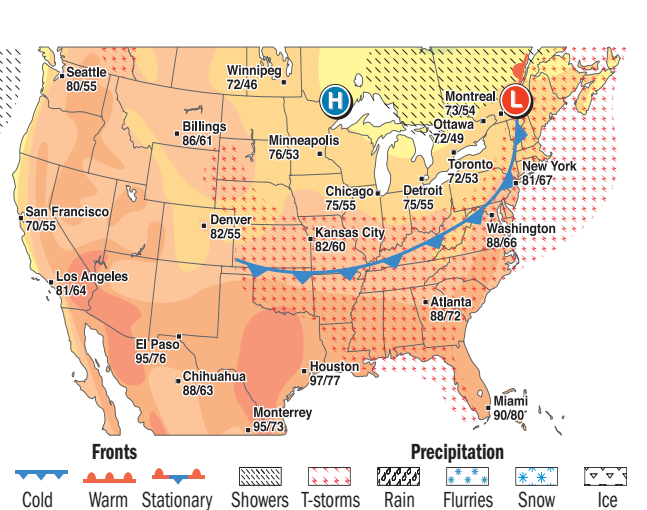 Seattle
80/55
Winnipeg
72/46
H
Montreal
73/54
L
Billings
86/61
Minneapolis
76/53
Ottawa
72/49
Toronto
72/53
New York
81/67
Chicago
75/55
Detroit
75/55
San Francisco
70/55
Denver
82/55
Kansas City
82/60
Washington
88/66
Los Angeles
81/64
Atlanta
88/72
El Paso
95/76
Chihuahua
88/63
Houston
97/77
Monterrey
95/73
Miami
90/80
Fronts
Precipitation
Cold
Warm
Stationary
Showers
T-storms
Rain
Flurries
Snow
Ice